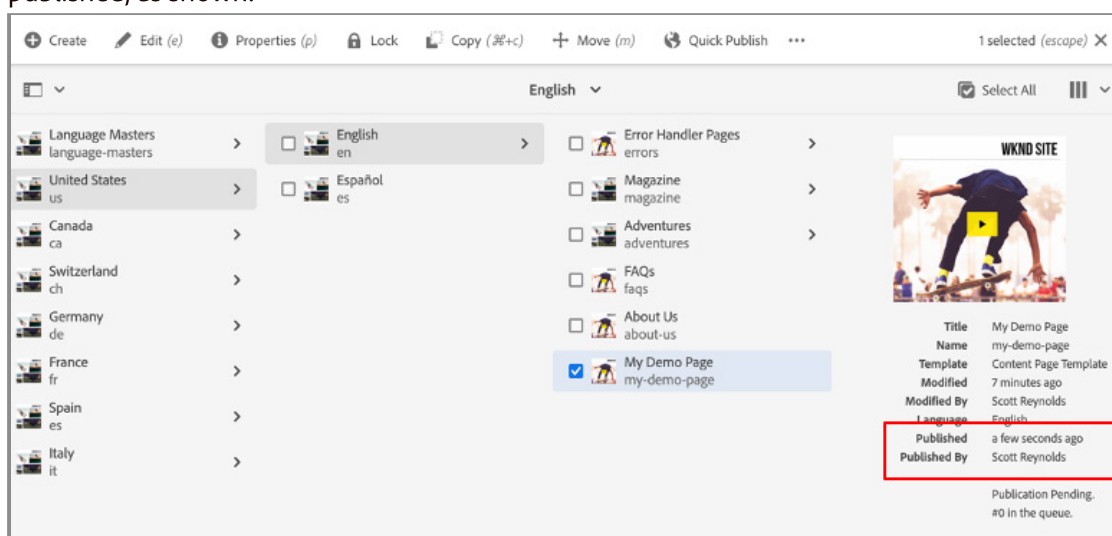 published, as shown:
Create Edit (e) Properties (p) Lock Copy (⌘+c) Move (m) Quick Publish ••• 1 selected (escape)
English Select All
Language Masters
language-masters
United States
us
Canada
ca
Switzerland
ch
Germany
de
France
fr
Spain
es
Italy
it
English
en
Español
es
Error Handler Pages
errors
Magazine
magazine
Adventures
adventures
FAQs
faqs
About Us
about-us
My Demo Page
my-demo-page
WKND SITE
Title My Demo Page
Name my-demo-page
Template Content Page Template
Modified 7 minutes ago
Modified By Scott Reynolds
Language English
Published a few seconds ago
Published By Scott Reynolds
Publication Pending.
#0 in the queue.